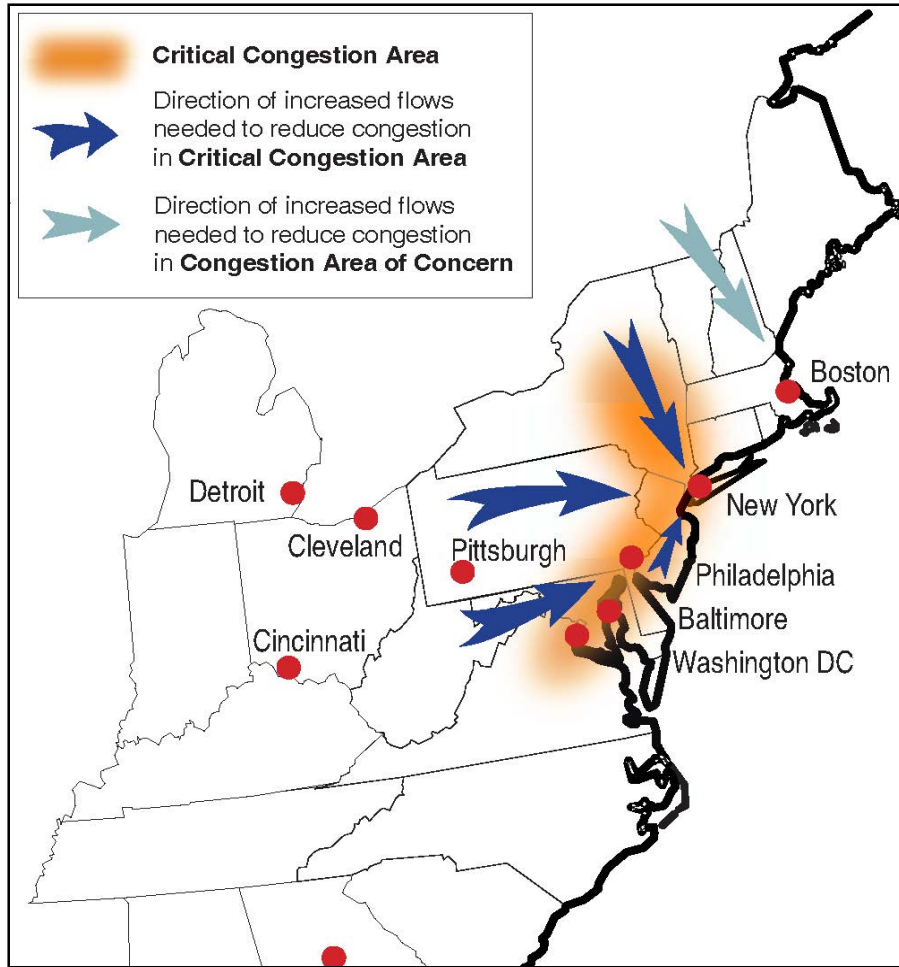 Critical Congestion Area
Direction of increased flows
needed to reduce congestion
in Critical Congestion Area
Direction of increased flows
needed to reduce congestion
in Congestion Area of Concern
Boston
Detroit
New York
Cleveland
Pittsburgh
Philadelphia
Baltimore
Cincinnati
Washington DC